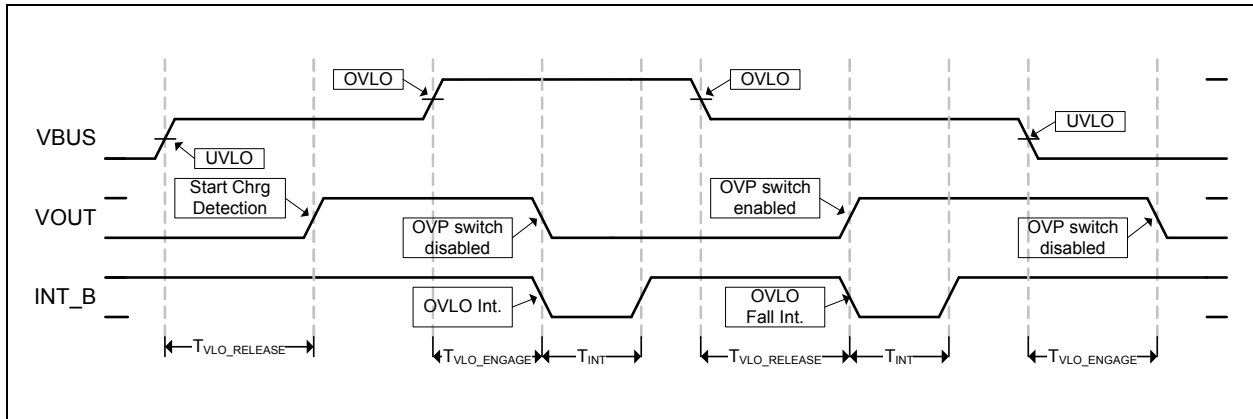 OVLO
OVLO
VBUS
UVLO
UVLO
Start Chrg
Detection
OVP switch
enabled
VOUT
OVP switch
disabled
OVP switch
disabled
INT_B
OVLO Int.
OVLO
Fall Int.
TVLO_RELEASE
TVLO_ENGAGE
TINT
TVLO_RELEASE
TINT
TVLO_ENGAGE